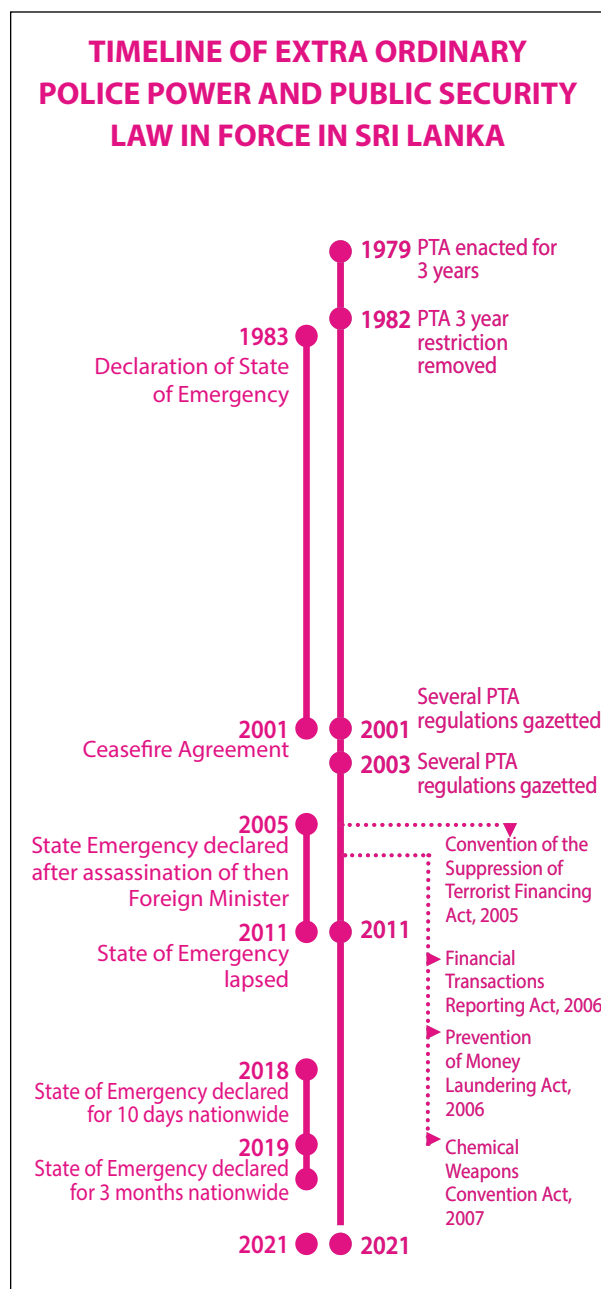 TIMELINE OF EXTRA ORDINARY
POLICE POWER AND PUBLIC SECURITY
LAW IN FORCE IN SRI LANKA
1979 PTA enacted for
3 years
1982 PTA 3 year
restriction
removed
1983
Declaration of State
of Emergency
2001
Ceasefire Agreement
Several PTA
2001 regulations gazetted
2003 Several PTA
regulations gazetted
2005
State Emergency declared
after assassination of then
Foreign Minister
Convention of the
Suppression of
Terrorist Financing
Act, 2005
2011
State of Emergency
lapsed
2011
Financial
Transactions
Reporting Act, 2006
Prevention
of Money
Laundering Act,
2006
Chemical
Weapons
Convention Act,
2007
2018
State of Emergency declared
for 10 days nationwide
2019
State of Emergency declared
for 3 months nationwide
2021
2021